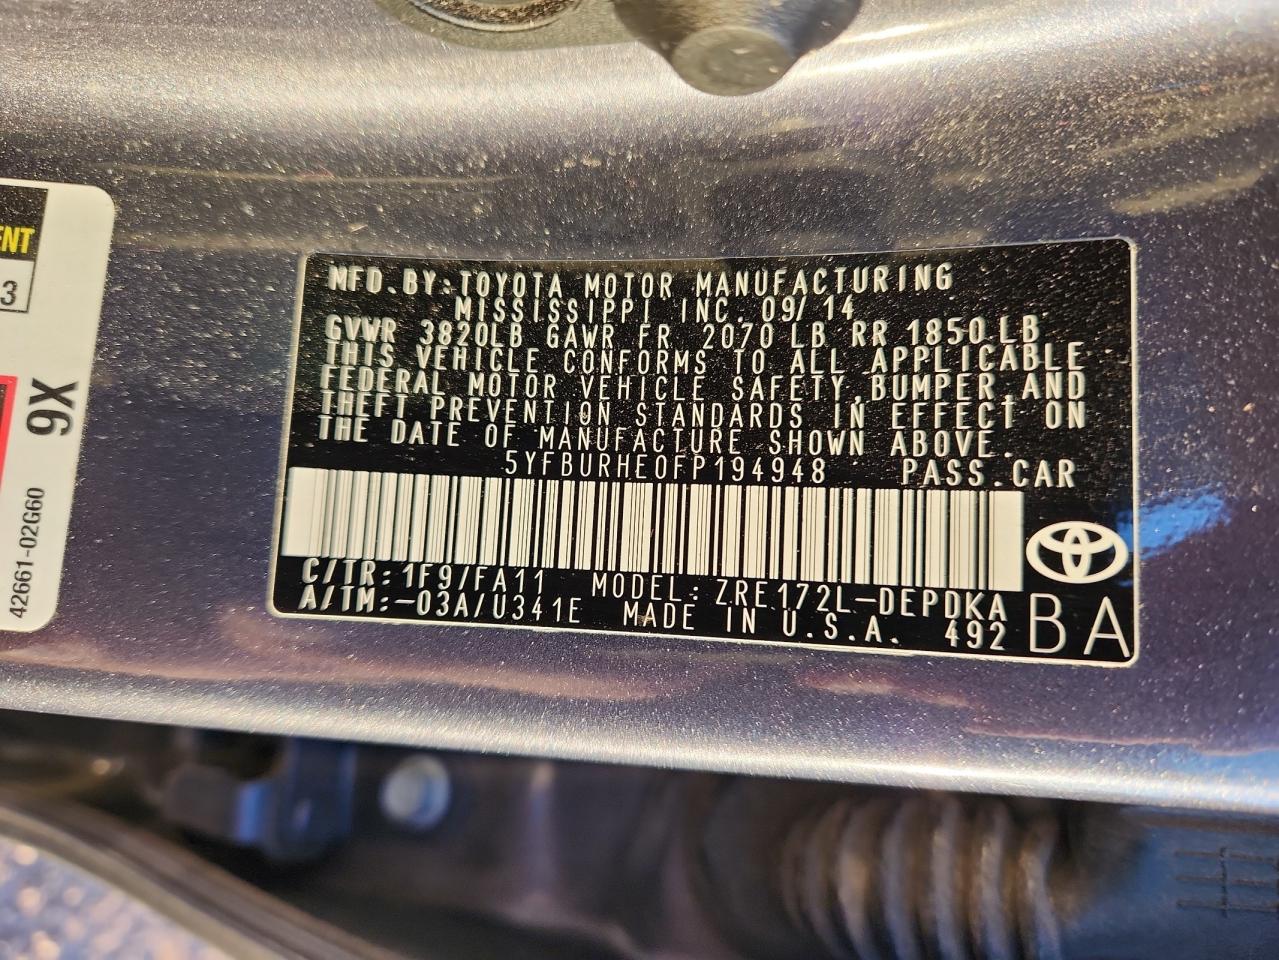 ENT
3
9X
42661-02G60
MFD.BY:TOYOTA MOTOR MANUFACTURING
MISSISSIPPI INC. 09/14
GVWR 3820LB GAWR FR 2070 LB RR 1850LB
THIS VEHICLE CONFORMS TO ALL APPLICABLE
FEDERAL MOTOR VEHICLE SAFETY,BUMPER,AND
THEFT PREVENTION STANDARDS IN EFFECT ON
THE DATE OF MANUFACTURE SHOWN ABOVE.
5YFBURHE0FP194948 PASS.CAR
C/TR:1F9/FA11 MODEL:ZRE172L-DEPDKA
A/TM:-03A/U341E MADE IN U.S.A. 492
BA